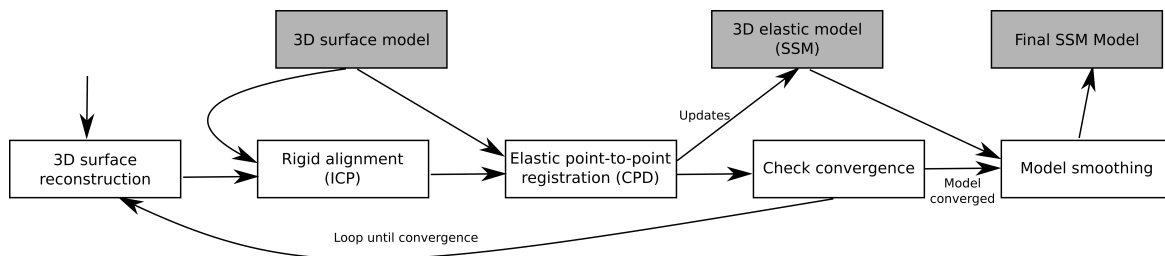 3D surface model
3D elastic model
(SSM)
Final SSM Model
Updates
3D surface
reconstruction
Rigid alignment
(ICP)
Elastic point-to-point
registration (CPD)
Check convergence
Model
converged
Model smoothing
Loop until convergence